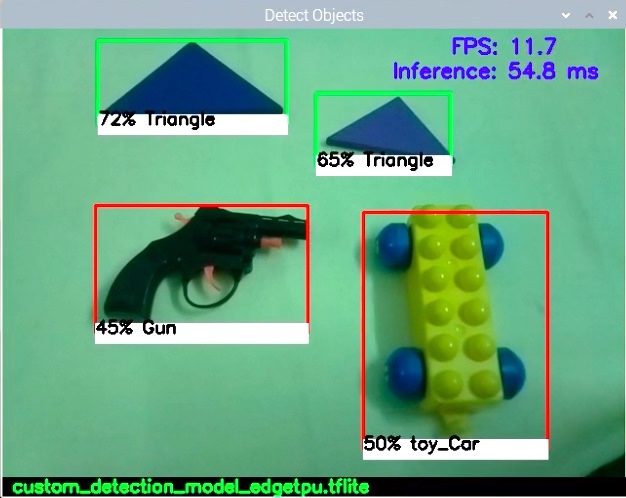 Detect Objects
FPS: 11.7
Inference: 54.8 ms
72% Triangle
65% Triangle
45% Gun
50% toy_Car
custom_detection_model_edgetpu.tflite